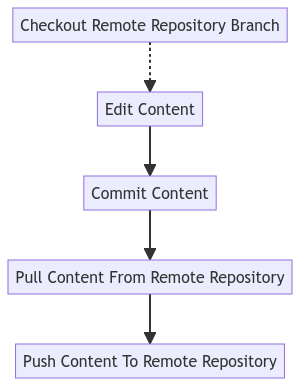 Checkout Remote Repository Branch
Edit Content
Commit Content
Pull Content From Remote Repository
Push Content To Remote Repository